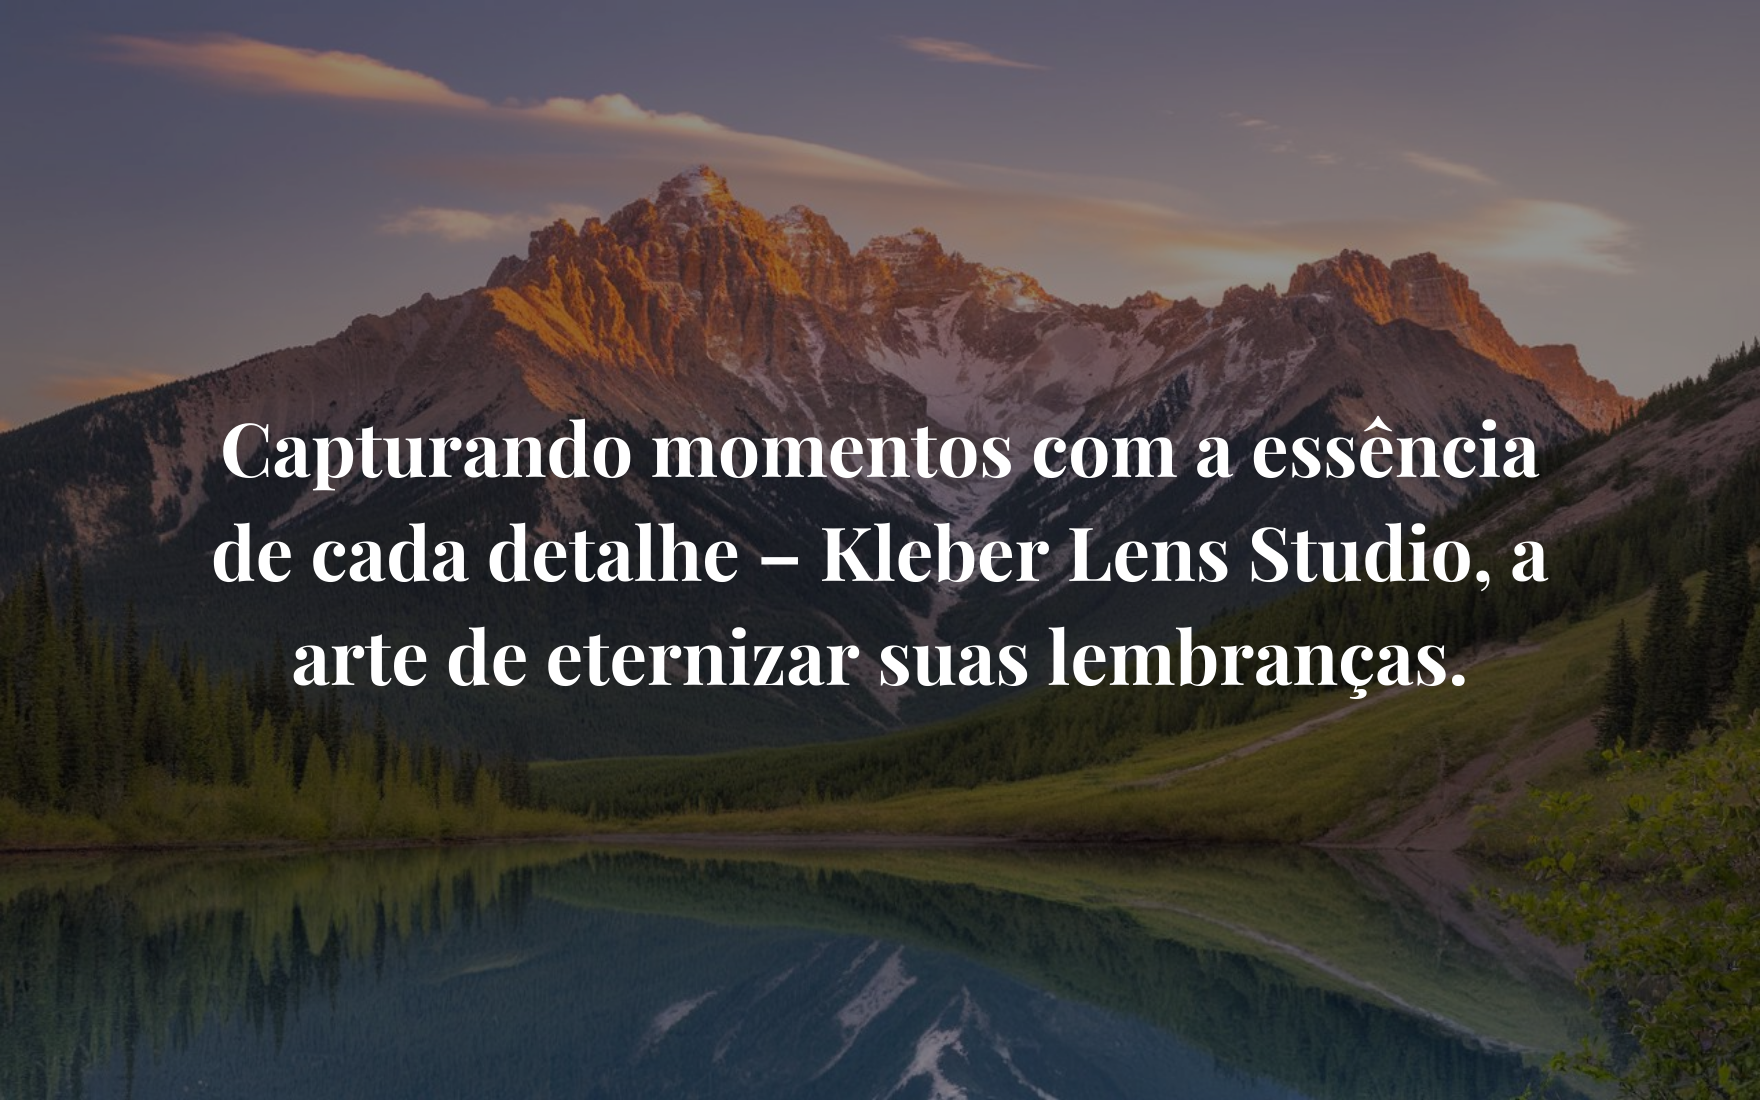 Capturando momentos com a essência
de cada detalhe – Kleber Lens Studio, a
arte de eternizar suas lembranças.